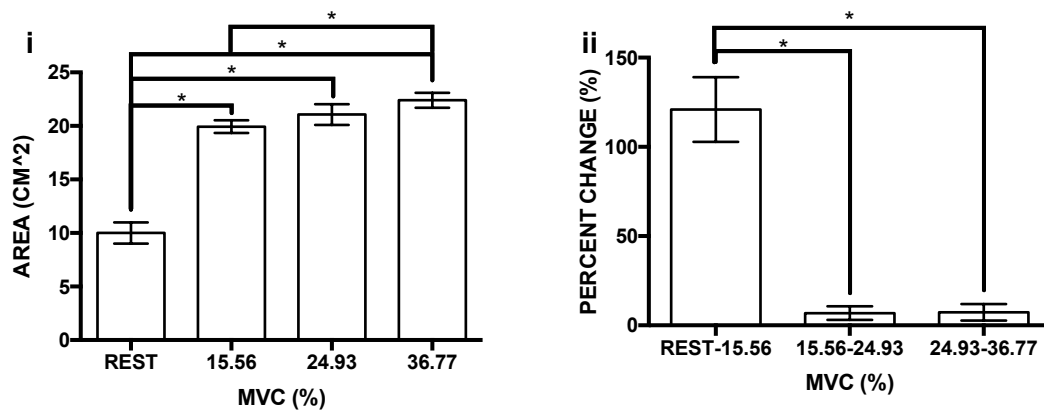 i
AREA (CM^2)
25
20
15
10
5
0
*
*
*
*
REST 15.56 24.93 36.77
MVC (%)
ii
PERCENT CHANGE (%)
150
100
50
0
*
*
REST-15.56 15.56-24.93 24.93-36.77
MVC (%)